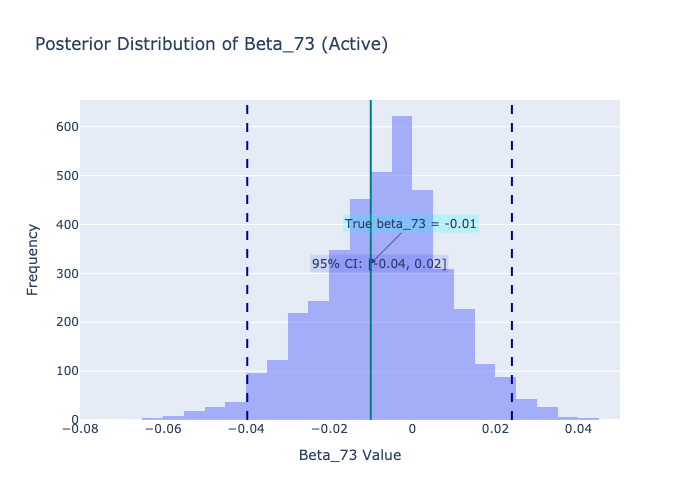 Posterior Distribution of Beta_73 (Active)
600
500
400
300
200
100
0
Frequency
True beta_73 = -0.01
95% CI: [-0.04, 0.02]
−0.08
−0.06
−0.04
−0.02
0
0.02
0.04
Beta_73 Value